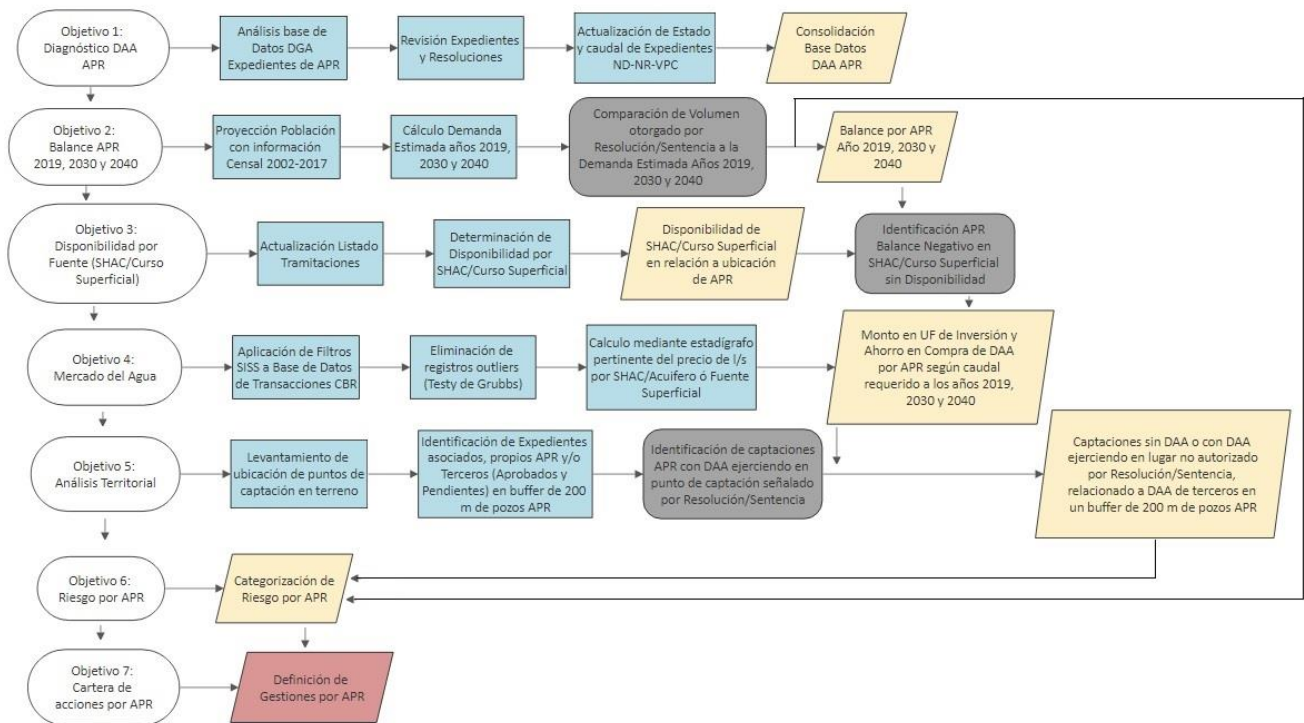 Objetivo 1:
Diagnóstico DAA
APR
Análisis base de
Datos DGA
Expedientes de APR
Revisión Expedientes
y Resoluciones
Actualización de Estado
y caudal de Expedientes
ND-NR-VPC
Consolidación
Base Datos
DAA APR
Objetivo 2:
Balance APR
2019, 2030 y 2040
Proyección Población
con información
Censal 2002-2017
Cálculo Demanda
Estimada años 2019,
2030 y 2040
Comparación de Volumen
otorgado por
Resolución/Sentencia a la
Demanda Estimada Años 2019,
2030 y 2040
Balance por APR
Año 2019, 2030 y
2040
Objetivo 3:
Disponibilidad por
Fuente (SHAC/Curso
Superficial)
Actualización Listado
Tramitaciones
Determinación de
Disponibilidad por
SHAC/Curso Superficial
Disponibilidad de
SHAC/Curso Superficial
en relación a ubicación
de APR
Identificación APR
Balance Negativo en
SHAC/Curso Superficial
sin Disponibilidad
Objetivo 4:
Mercado del Agua
Aplicación de Filtros
SISS a Base de Datos
de Transacciones CBR
Eliminación de
registros outliers
(Testy de Grubbs)
Calculo mediante estadígrafo
pertinente del precio de l/s
por SHAC/Acuifero ó Fuente
Superficial
Monto en UF de Inversión y
Ahorro en Compra de DAA
por APR según caudal
requerido a los años 2019,
2030 y 2040
Objetivo 5:
Análisis Territorial
Levantamiento de
ubicación de puntos de
captación en terreno
Identificación de Expedientes
asociados, propios APR y/o
Terceros (Aprobados y
Pendientes) en buffer de 200
m de pozos APR
Identificación de captaciones
APR con DAA ejerciendo en
punto de captación señalado
por Resolución/Sentencia
Captaciones sin DAA o con DAA
ejerciendo en lugar no autorizado
por Resolución/Sentencia,
relacionado a DAA de terceros en
un buffer de 200 m de pozos APR
Objetivo 6:
Riesgo por APR
Categorización de
Riesgo por APR
Objetivo 7:
Cartera de
acciones por APR
Definición de
Gestiones por APR